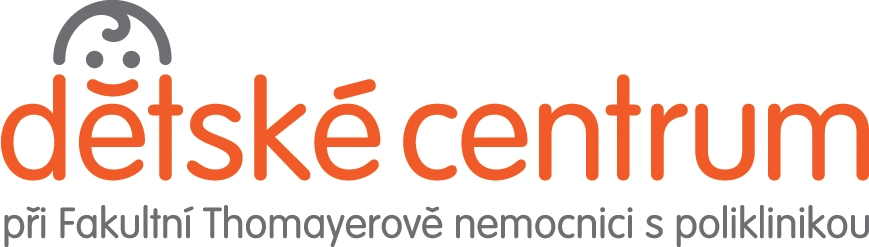 dětské centrum
při Fakultní Thomayerově nemocnici s poliklinikou